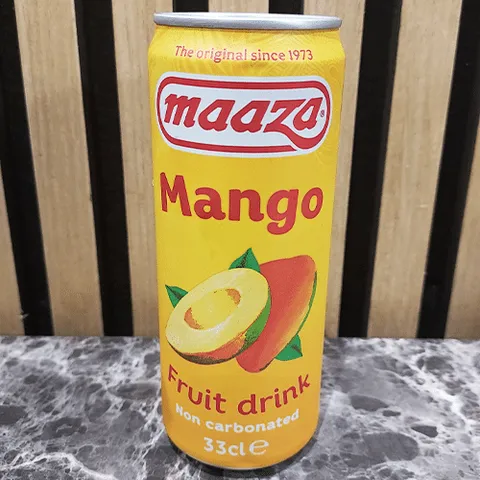 The original since 1973
maaza®
Mango
Fruit drink
Non carbonated
33cl ℮